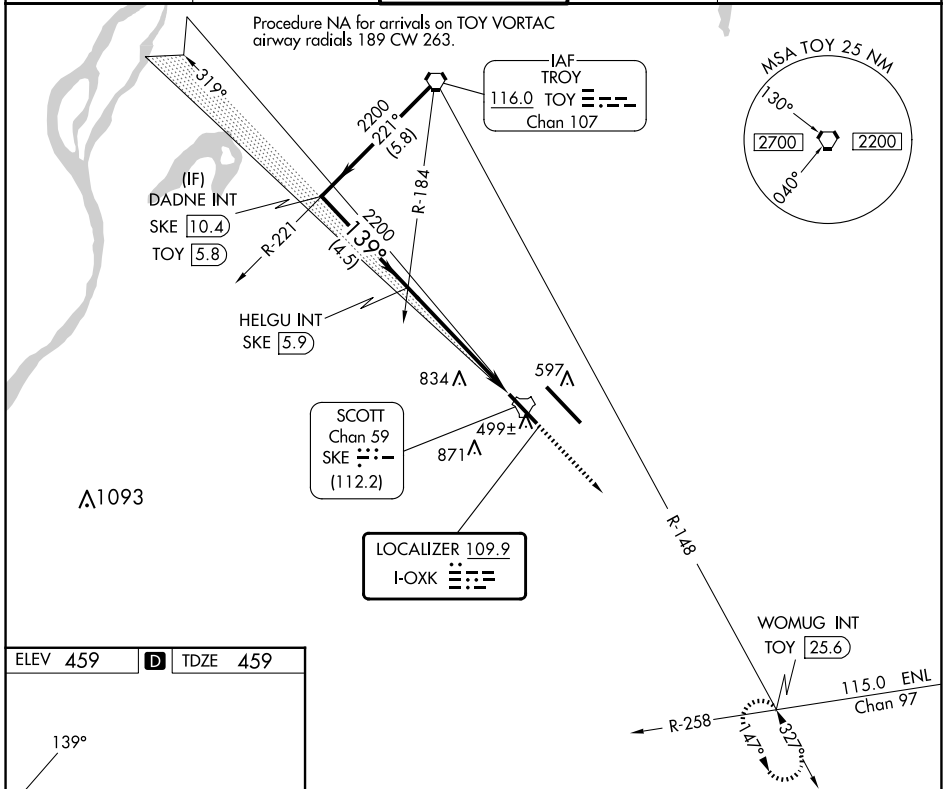 Procedure NA for arrivals on TOY VORTAC
airway radials 189 CW 263.
IAF
TROY
116.0 TOY
Chan 107
MSA TOY 25 NM
130°
2700
2200
040°
319°
2200
221°
(5.8)
R-184
(IF)
DADNE INT
SKE 10.4
TOY 5.8
R-221
2200
139°
(4.5)
HELGU INT
SKE 5.9
834
597
SCOTT
Chan 59
SKE
(112.2)
499±
871
1093
LOCALIZER 109.9
I-OXK
R-148
WOMUG INT
TOY 25.6
115.0 ENL
Chan 97
R-258
147°
327°
ELEV 459 D TDZE 459
139°